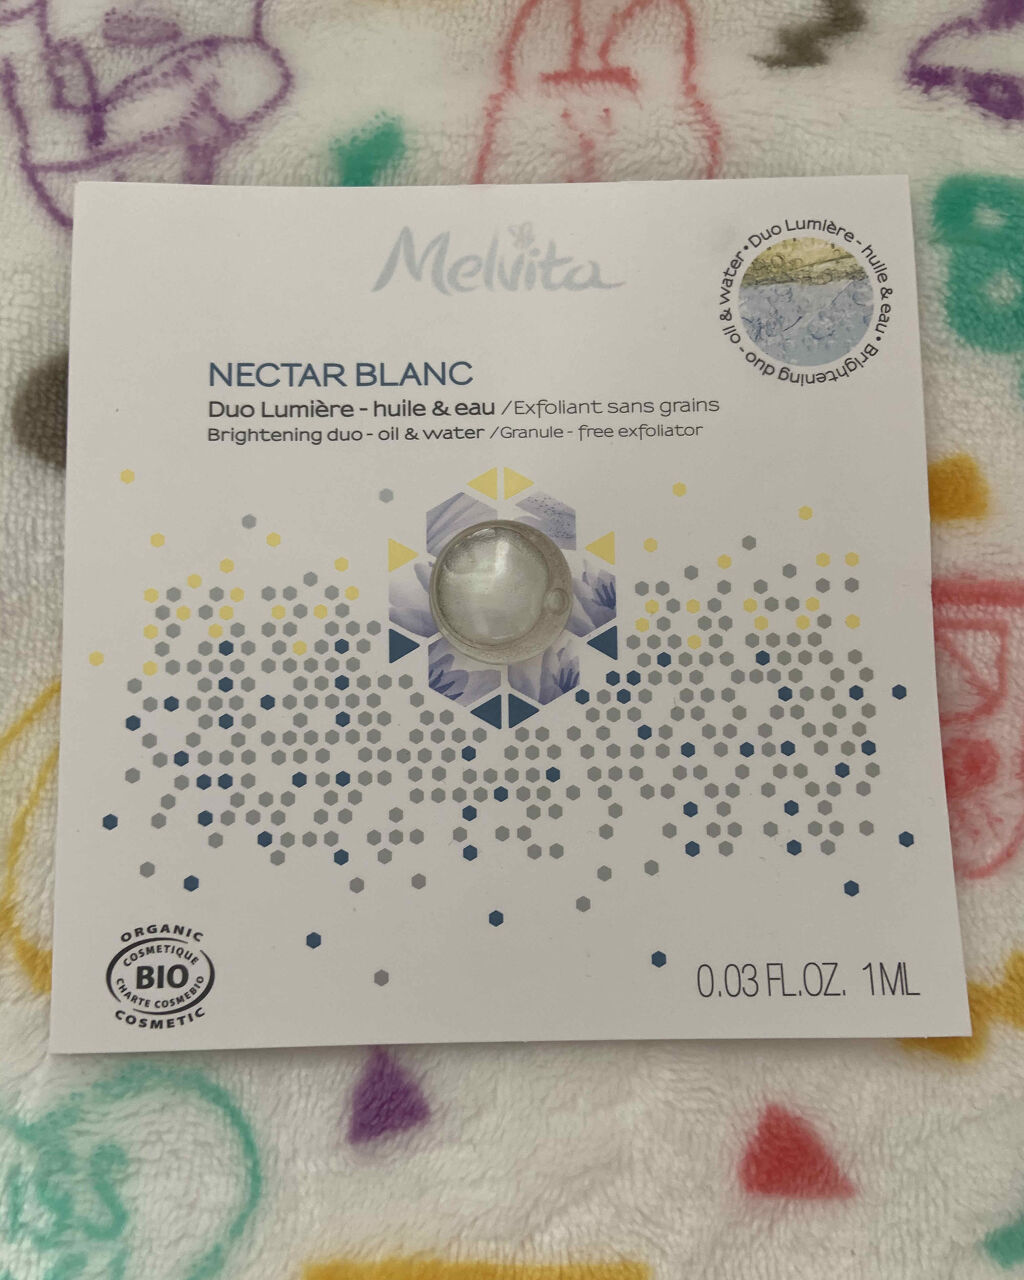 Melvita
Duo Lumière - huile & eau • Brightening duo - oil & water •
NECTAR BLANC
Duo Lumière - huile & eau / Exfoliant sans grains
Brightening duo - oil & water / Granule - free exfoliator
ORGANIC
COSMETIQUE
BIO
CHARTE COSMEBIO
COSMETIC
0.03 FL.OZ. 1ML